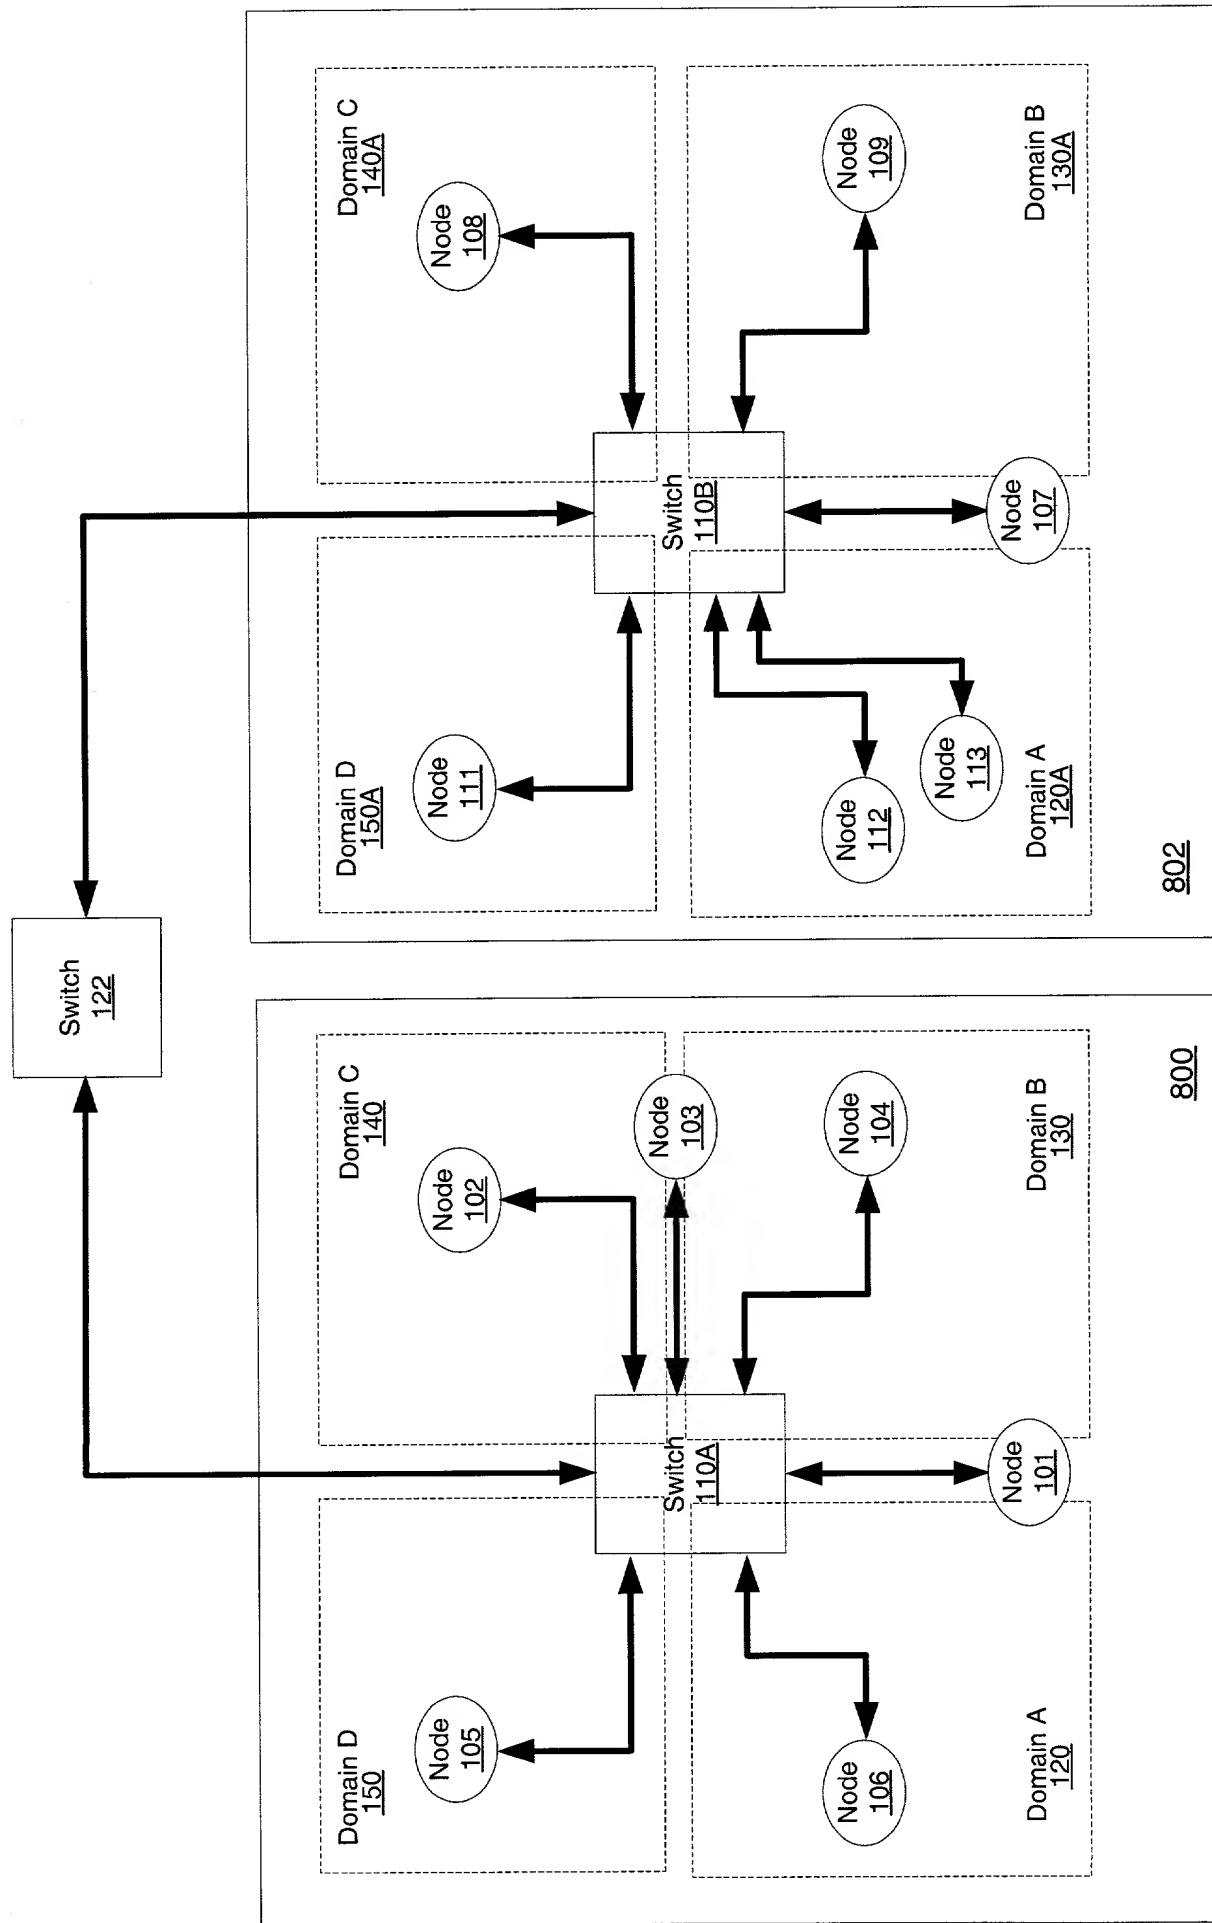 Switch
122
Domain D
150
Domain C
140
Node
105
Node
102
Node
103
Switch
110A
Node
106
Node
104
Node
101
Domain A
120
Domain B
130
800
Domain D
150A
Domain C
140A
Node
111
Node
108
Switch
110B
Node
112
Node
109
Node
113
Node
107
Domain A
120A
Domain B
130A
802